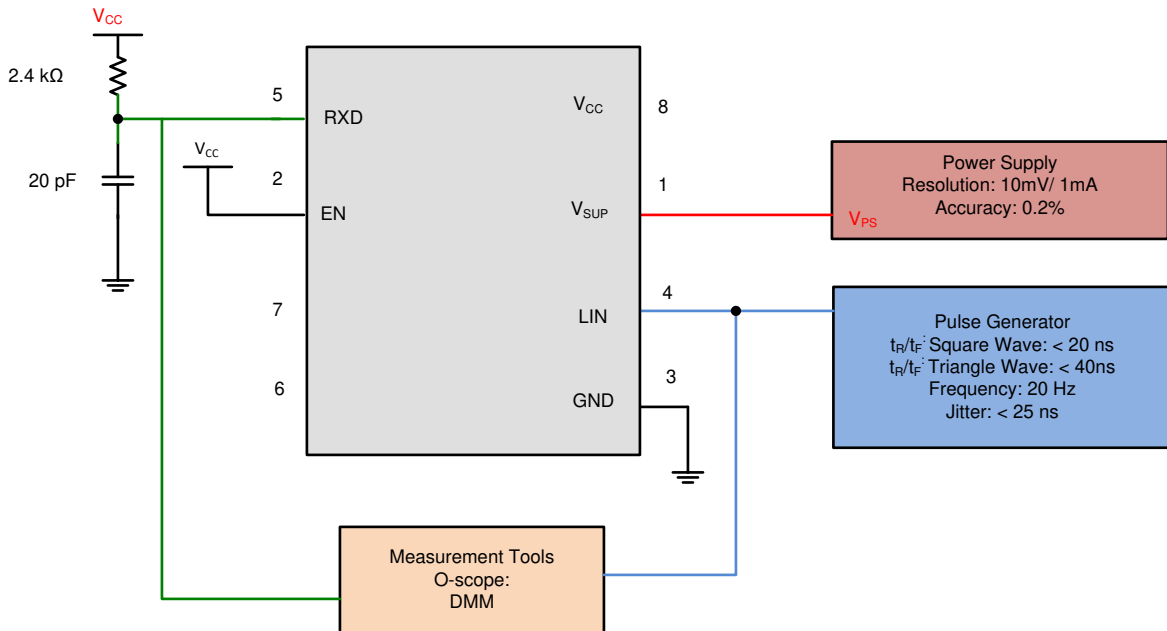 VCC
2.4 kΩ
20 pF
VCC
5
2
7
6
RXD
EN
VCC
VSUP
LIN
GND
8
1
4
3
Power Supply
Resolution: 10mV/ 1mA
Accuracy: 0.2%
VPS
Pulse Generator
tR/tF: Square Wave: < 20 ns
tR/tF: Triangle Wave: < 40ns
Frequency: 20 Hz
Jitter: < 25 ns
Measurement Tools
O-scope:
DMM